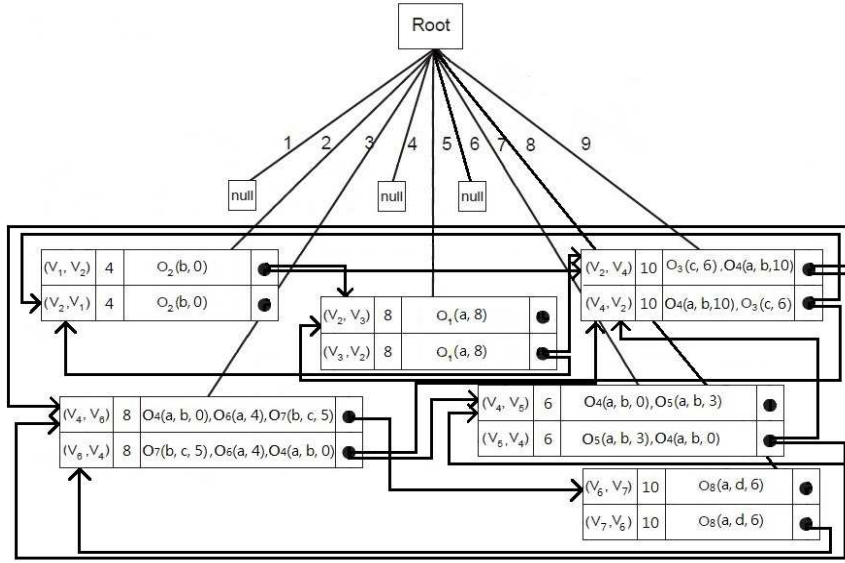 Root
1 2 3 4 5 6 7 8 9
null null null
(V₁, V₂) 4 O₂(b, 0)
(V₂,V₁) 4 O₂(b, 0)
(V₂, V₄) 10 O₃(c, 6) ,O₄(a, b,10)
(V₄, V₂) 10 O₄(a, b,10), O₃(c, 6)
(V₂, V₃) 8 O₁(a, 8)
(V₃, V₂) 8 O₁(a, 8)
(V₄, V₆) 8 O₄(a, b, 0),O₆(a, 4),O₇(b, c, 5)
(V₆ ,V₄) 8 O₇(b, c, 5) ,O₆(a, 4),O₄(a, b, 0)
(V₄, V₅) 6 O₄(a, b, 0),O₅(a, b, 3)
(V₅, V₄) 6 O₅(a, b, 3),O₄(a, b, 0)
(V₆, V₇) 10 O₈(a, d, 6)
(V₇,V₆) 10 O₈(a, d, 6)